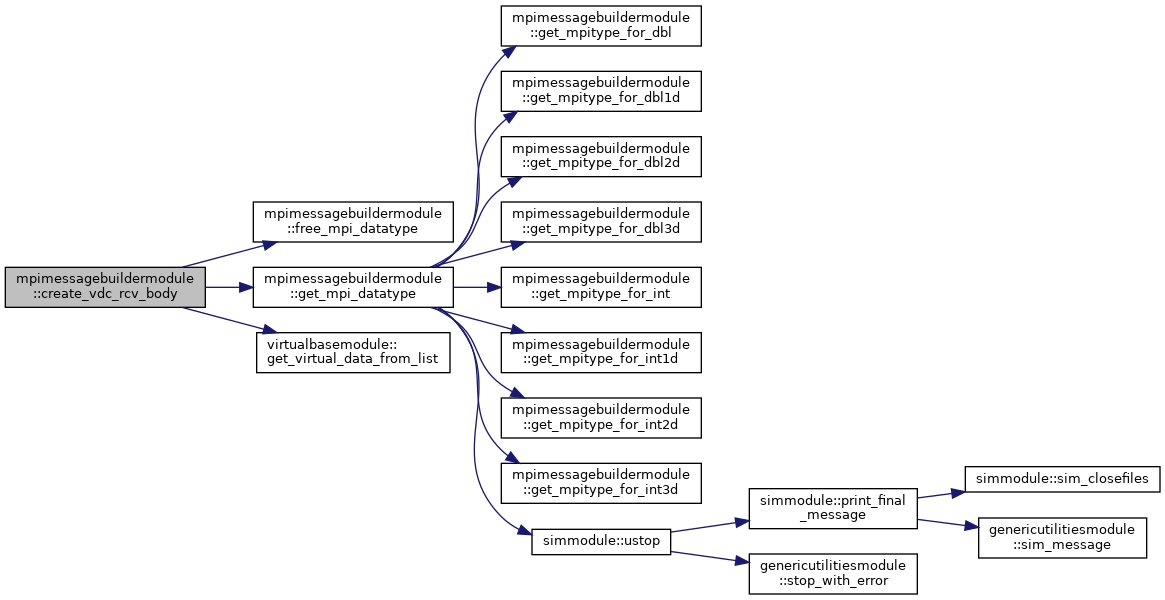 mpimessagebuildermodule
::create_vdc_rcv_body
mpimessagebuildermodule
::free_mpi_datatype
mpimessagebuildermodule
::get_mpi_datatype
virtualbasemodule::
get_virtual_data_from_list
mpimessagebuildermodule
::get_mpitype_for_dbl
mpimessagebuildermodule
::get_mpitype_for_dbl1d
mpimessagebuildermodule
::get_mpitype_for_dbl2d
mpimessagebuildermodule
::get_mpitype_for_dbl3d
mpimessagebuildermodule
::get_mpitype_for_int
mpimessagebuildermodule
::get_mpitype_for_int1d
mpimessagebuildermodule
::get_mpitype_for_int2d
mpimessagebuildermodule
::get_mpitype_for_int3d
simmodule::ustop
simmodule::print_final
_message
genericutilitiesmodule
::stop_with_error
simmodule::sim_closefiles
genericutilitiesmodule
::sim_message